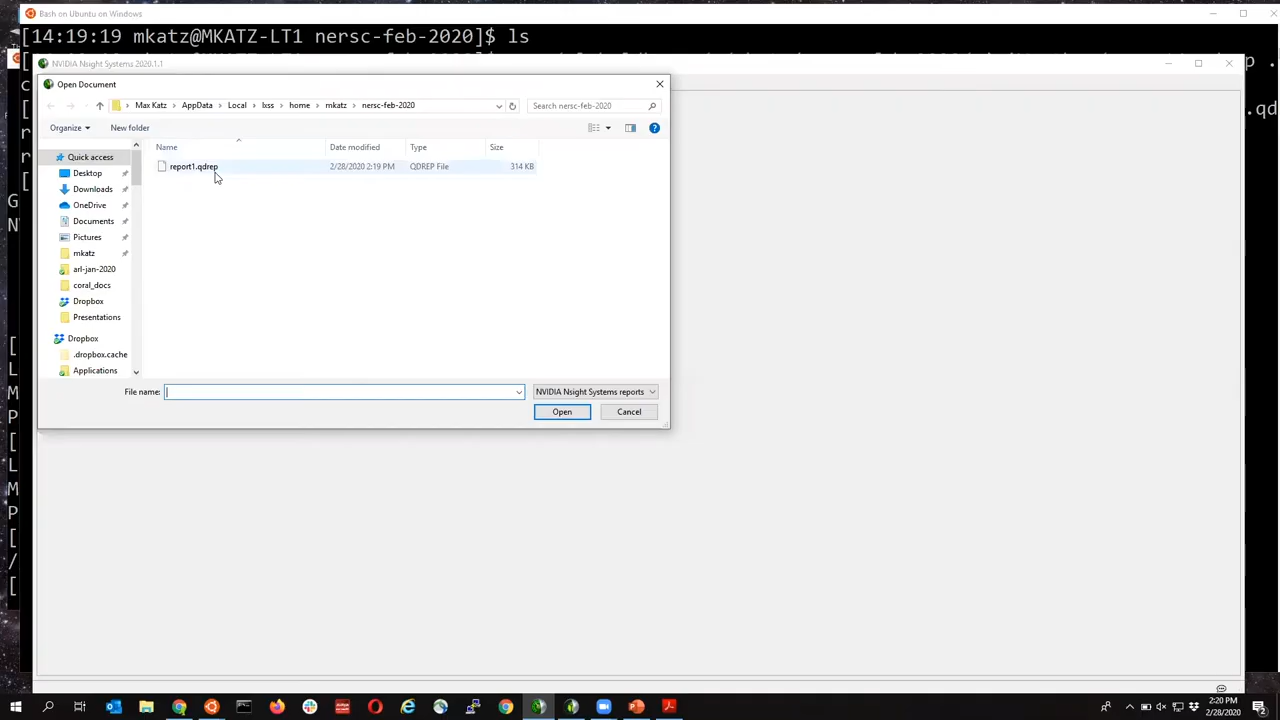 Bash on Ubuntu on Windows
[14:19:19 mkatz@MKATZ-LT1 nersc-feb-2020]$ ls
NVIDIA Nsight Systems 2020.1.1
Open Document
Max Katz > AppData > Local > lxss > home > mkatz > nersc-feb-2020
Search nersc-feb-2020
Organize
New folder
Name Date modified Type Size
report1.qdrep 2/28/2020 2:19 PM QDREP File 314 KB
Quick access
Desktop
Downloads
OneDrive
Documents
Pictures
mkatz
arl-jan-2020
coral_docs
Dropbox
Presentations
Dropbox
.dropbox.cache
Applications
File name:
NVIDIA Nsight Systems reports
Open
Cancel
.qd
2:20 PM
2/28/2020